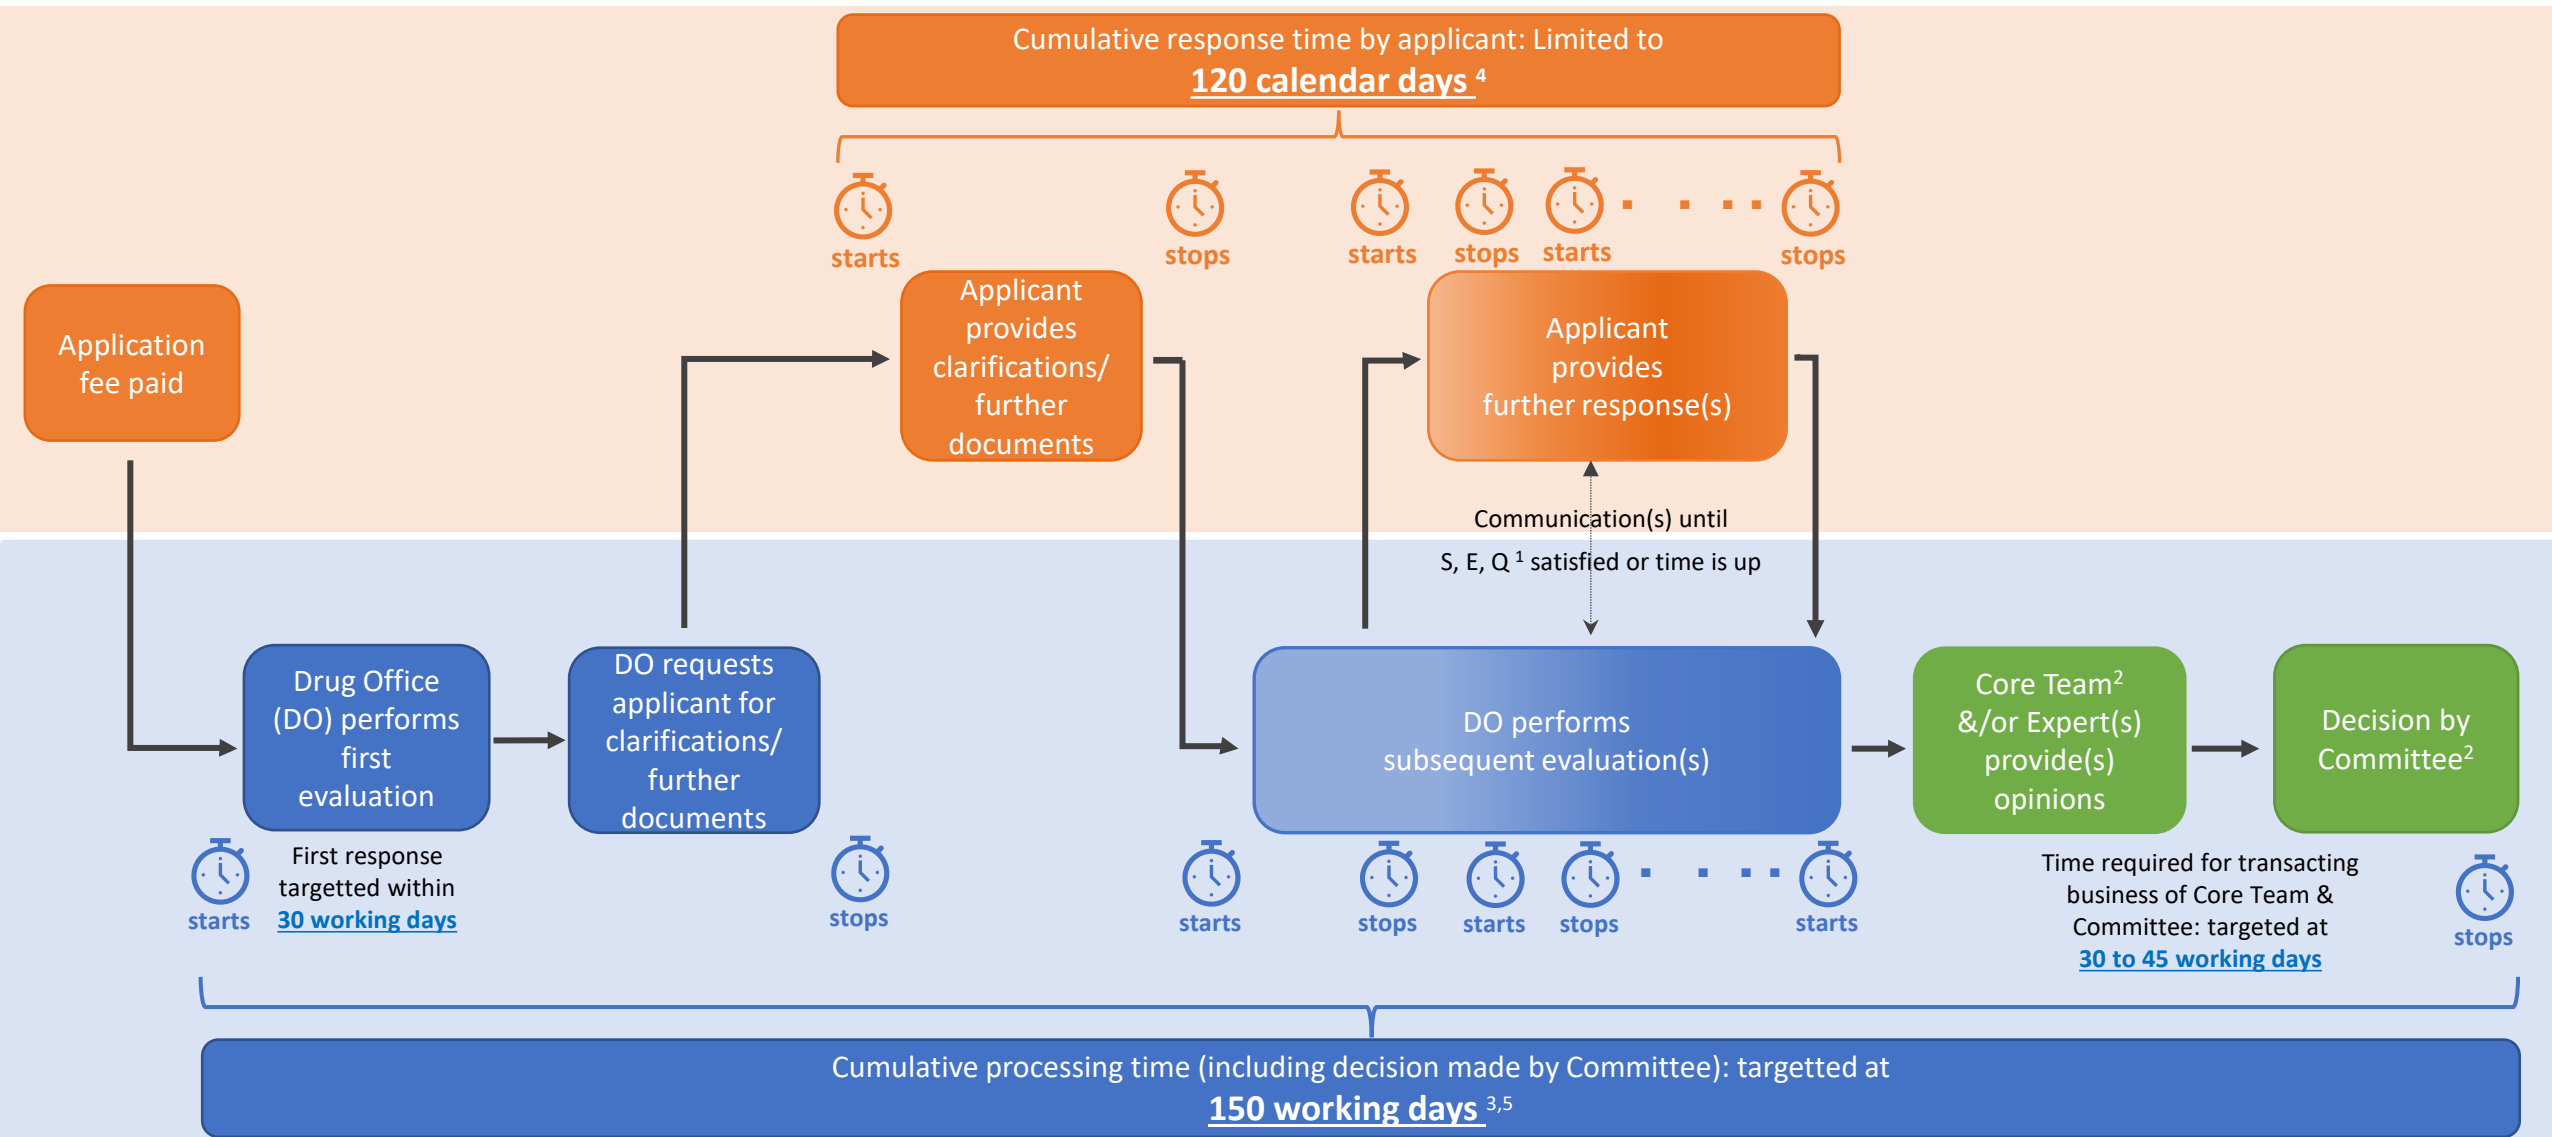 Cumulative response time by applicant: Limited to
120 calendar days 4
starts
stops
starts
stops
starts
stops
Application
fee paid
Applicant
provides
clarifications/
further
documents
Applicant
provides
further response(s)
Communication(s) until
S, E, Q 1 satisfied or time is up
Drug Office
(DO) performs
first
evaluation
DO requests
applicant for
clarifications/
further
documents
DO performs
subsequent evaluation(s)
Core Team2
&/or Expert(s)
provide(s)
opinions
Decision by
Committee2
starts
First response
targetted within
30 working days
stops
starts
stops
starts
stops
starts
Time required for transacting
business of Core Team &
Committee: targeted at
30 to 45 working days
stops
Cumulative processing time (including decision made by Committee): targetted at
150 working days 3,5